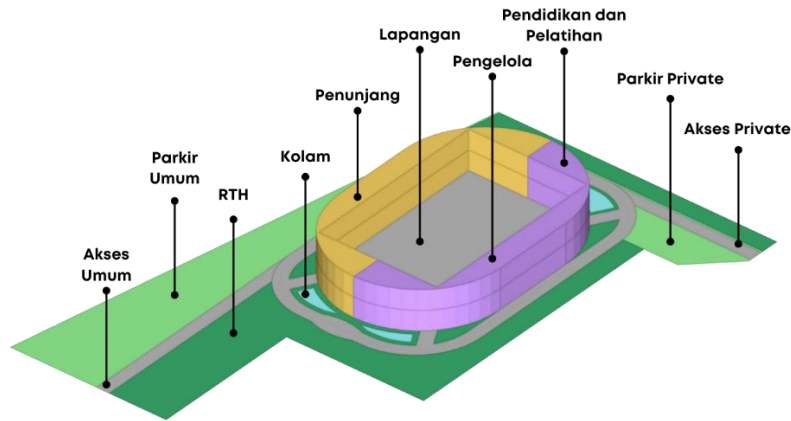 Pendidikan dan
Pelatihan
Lapangan
Pengelola
Parkir Private
Penunjang
Akses Private
Parkir
Umum
Kolam
RTH
Akses
Umum